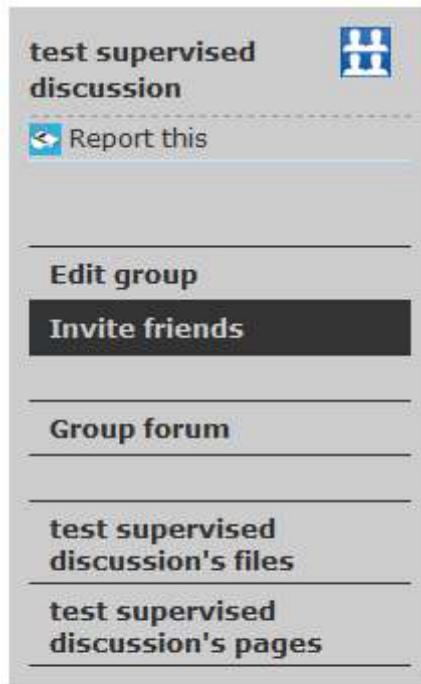 test supervised
discussion
Report this
Edit group
Invite friends
Group forum
test supervised
discussion's files
test supervised
discussion's pages